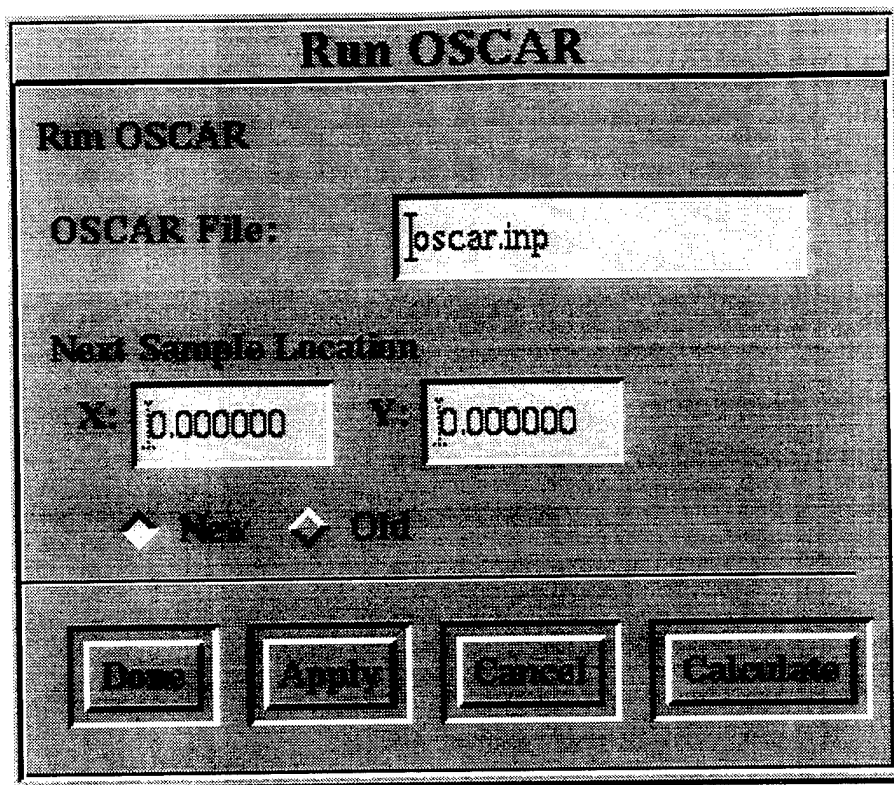 Run OSCAR
Run OSCAR
OSCAR File: oscar.inp
Next Sample Location
X: 0.000000 Y: 0.000000
New Old
Done Apply Cancel Calculate